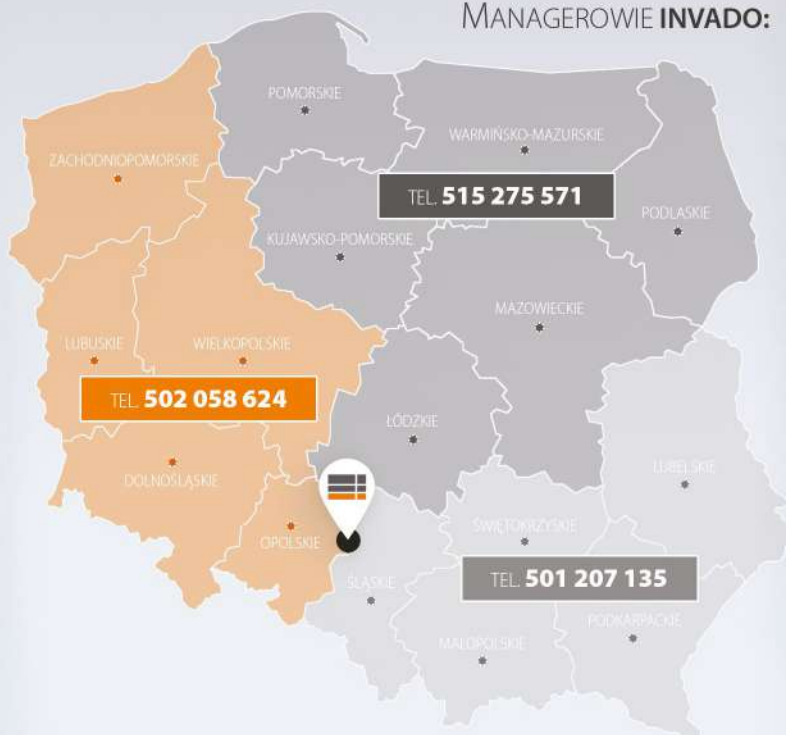 MANAGEROWIE INVADO:
POMORSKIE
WARMIŃSKO-MAZURSKIE
ZACHODNIOPOMORSKIE
TEL. 515 275 571
PODLASKIE
KUJAWSKO-POMORSKIE
MAZOWIECKIE
LUBUSKIE
WIELKOPOLSKIE
TEL. 502 058 624
ŁÓDZKIE
LUBELSKIE
DOLNOŚLĄSKIE
ŚWIĘTOKRZYSKIE
OPOLSKIE
ŚLĄSKIE
TEL. 501 207 135
PODKARPACKIE
MAŁOPOLSKIE